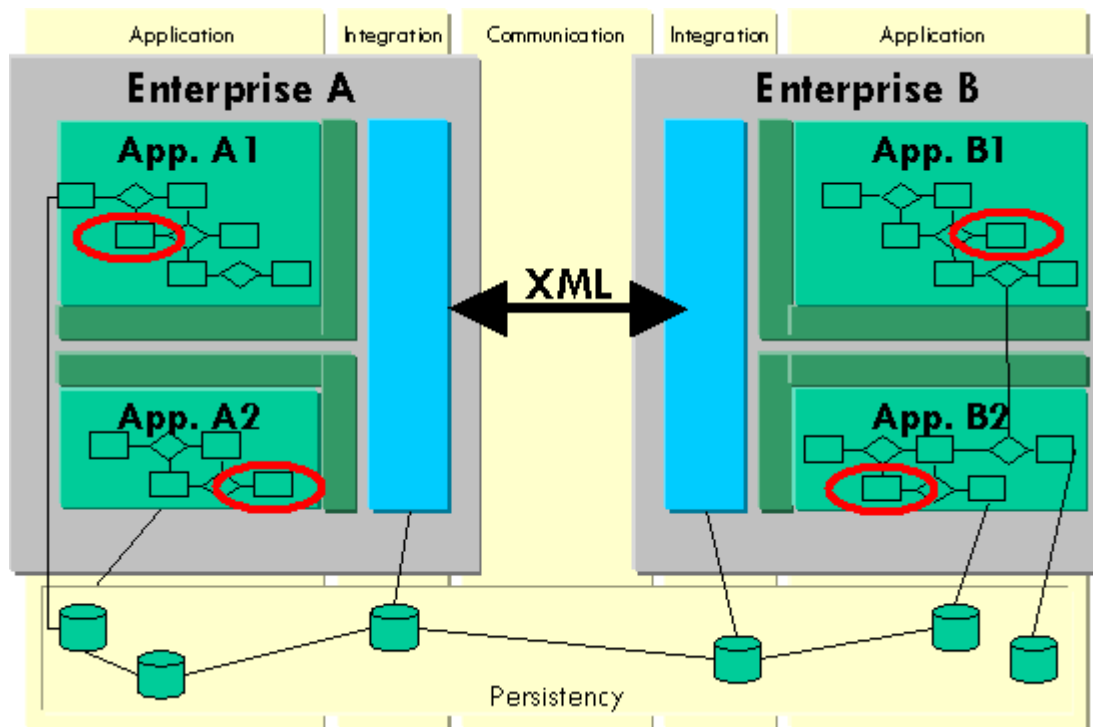 Application
Integration
Communication
Integration
Application
Enterprise A
Enterprise B
App. A1
App. B1
XML
App. A2
App. B2
Persistency